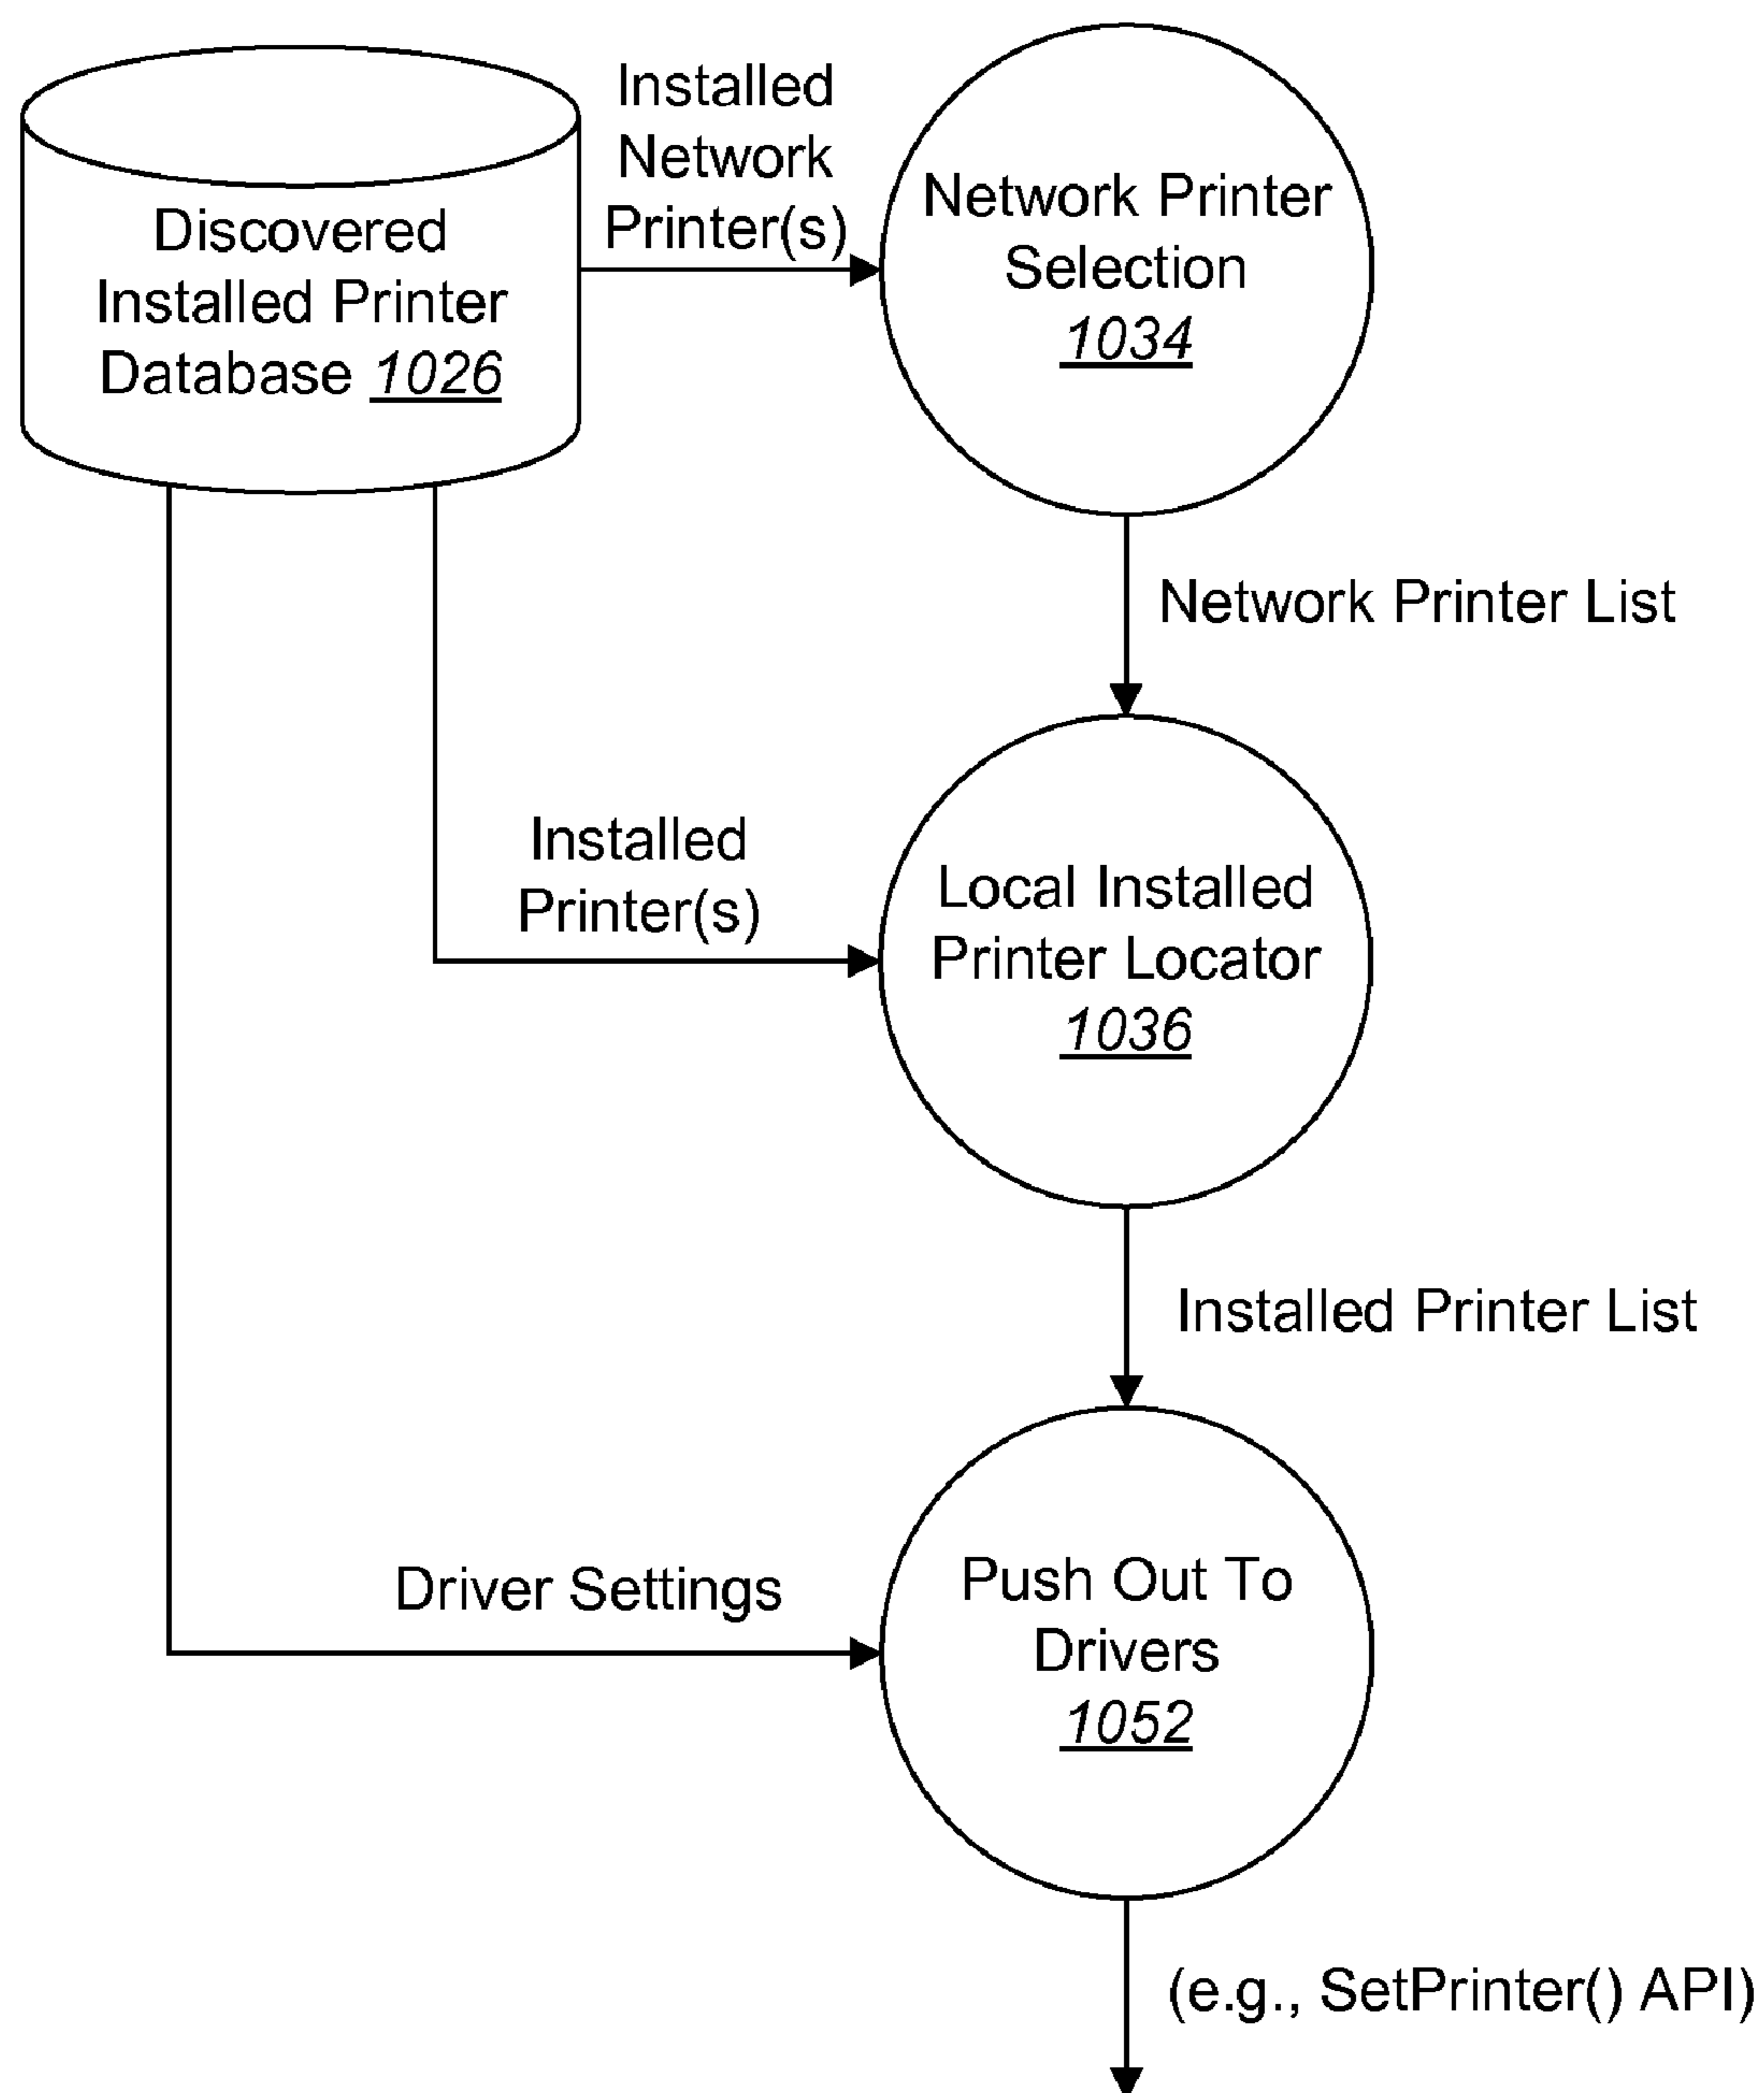 Discovered
Installed Printer
Database 1026
Installed
Network
Printer(s)
Network Printer
Selection
1034
Network Printer List
Installed
Printer(s)
Local Installed
Printer Locator
1036
Installed Printer List
Driver Settings
Push Out To
Drivers
1052
(e.g., SetPrinter() API)